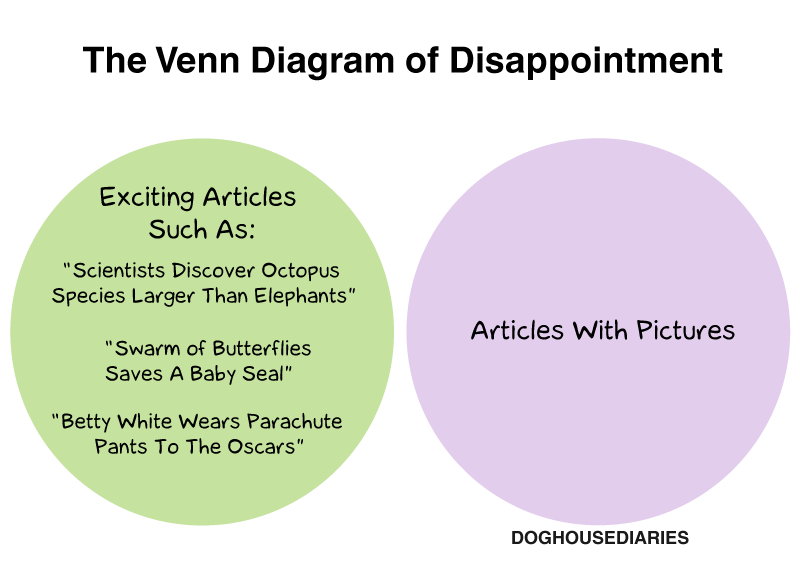 The Venn Diagram of Disappointment
Exciting Articles
Such As:
"Scientists Discover Octopus
Species Larger Than Elephants"
"Swarm of Butterflies
Saves A Baby Seal"
"Betty White Wears Parachute
Pants To The Oscars"
Articles With Pictures
DOGHOUSEDIARIES